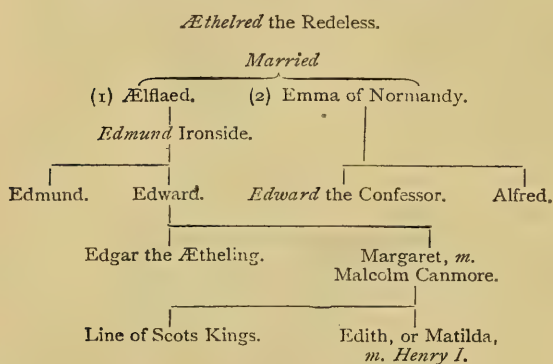 Æthelred the Redeless.
Married
(1) Ælflaed. (2) Emma of Normandy.
Edmund Ironside.
Edmund. Edward. Edward the Confessor. Alfred.
Edgar the Ætheling. Margaret, m.
Malcolm Canmore.
Line of Scots Kings. Edith, or Matilda,
m. Henry I.